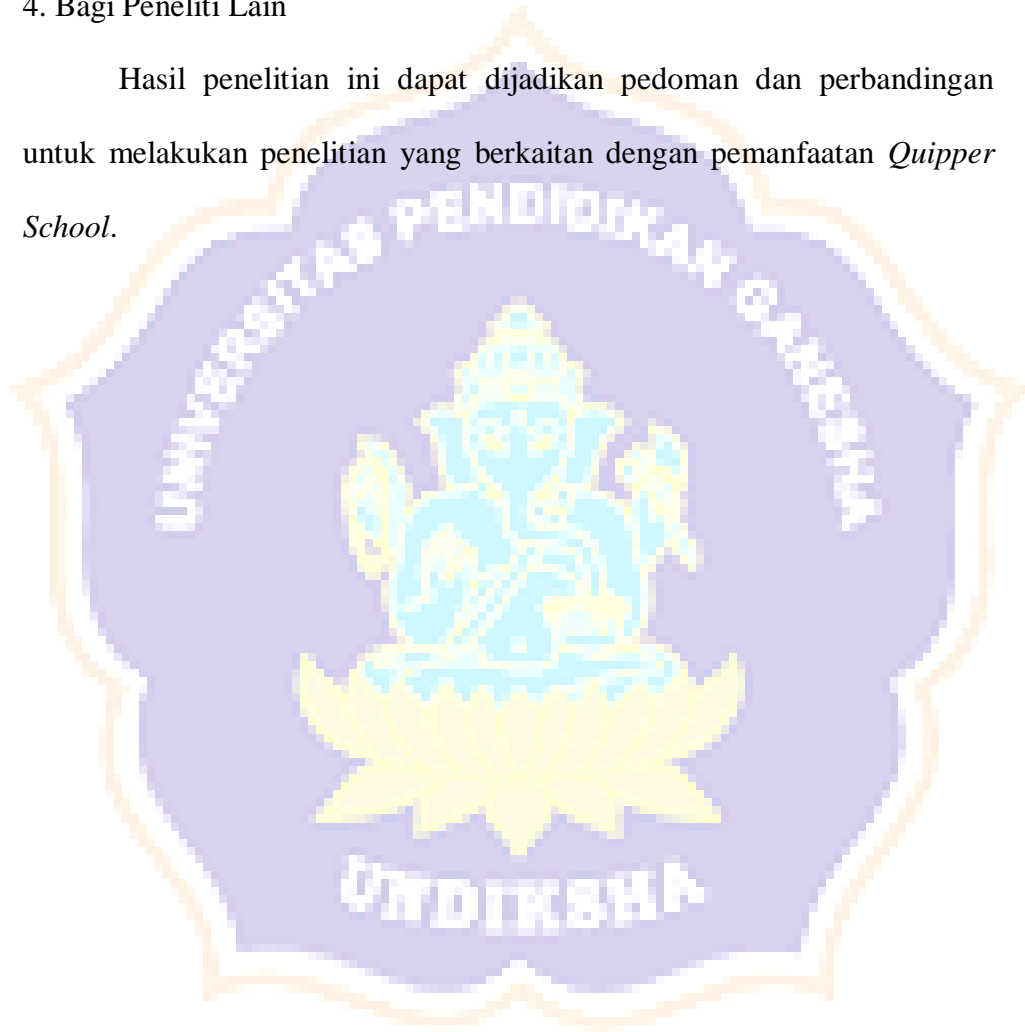 4. Bagi Peneliti Lain
Hasil penelitian ini dapat dijadikan pedoman dan perbandingan
untuk melakukan penelitian yang berkaitan dengan pemanfaatan Quipper
School.
UNIVERSITAS PENDIDIKAN GANESHA
UNDIKSHA